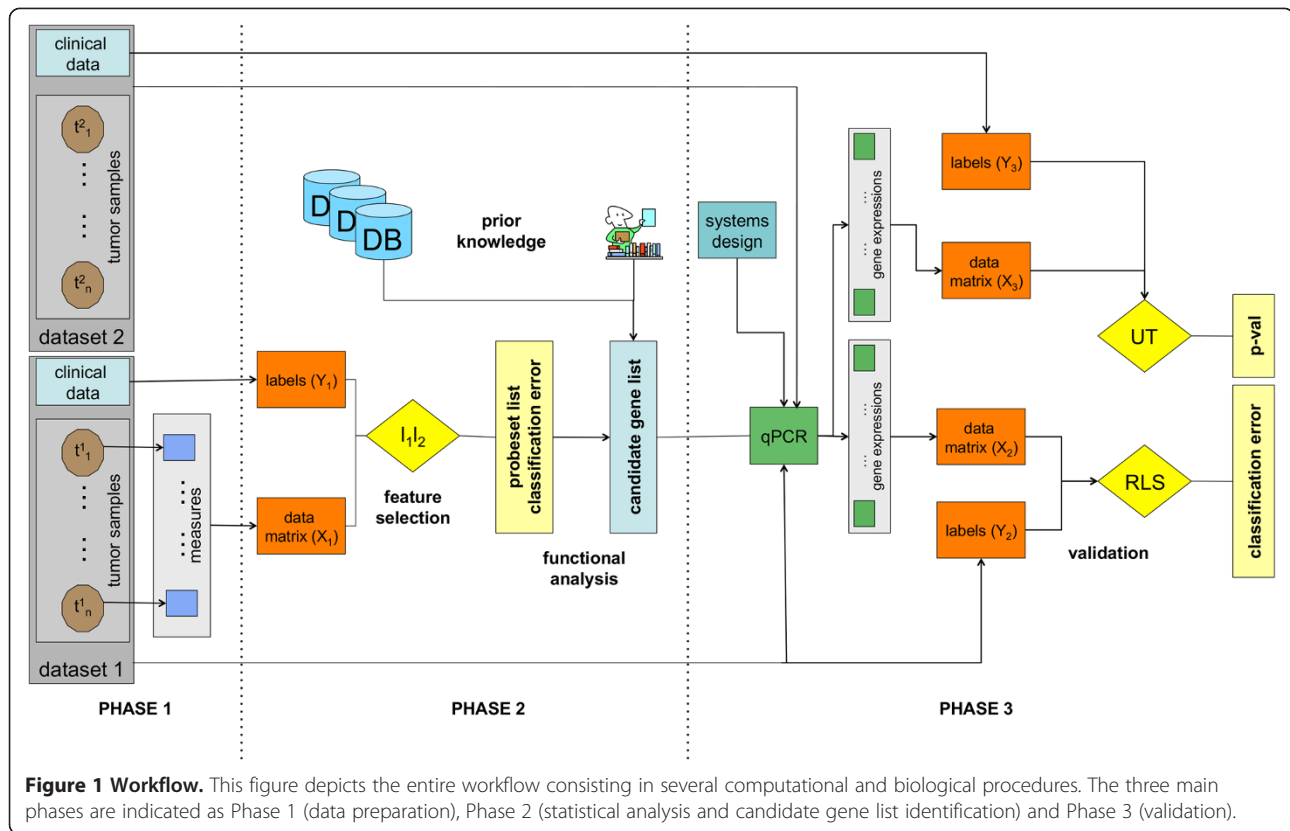 clinical
data
t²₁
tumor samples
t²ₙ
dataset 2
clinical
data
t¹₁
tumor samples
t¹ₙ
dataset 1
measures
PHASE 1
D
D
DB
prior
knowledge
labels (Y₁)
data
matrix (X₁)
l₁l₂
feature
selection
probeset list
classification error
functional
analysis
candidate gene list
PHASE 2
systems
design
qPCR
... gene expressions ...
... gene expressions ...
labels (Y₃)
data
matrix (X₃)
UT
p-val
data
matrix (X₂)
labels (Y₂)
RLS
validation
classification error
PHASE 3
Figure 1 Workflow. This figure depicts the entire workflow consisting in several computational and biological procedures. The three main
phases are indicated as Phase 1 (data preparation), Phase 2 (statistical analysis and candidate gene list identification) and Phase 3 (validation).